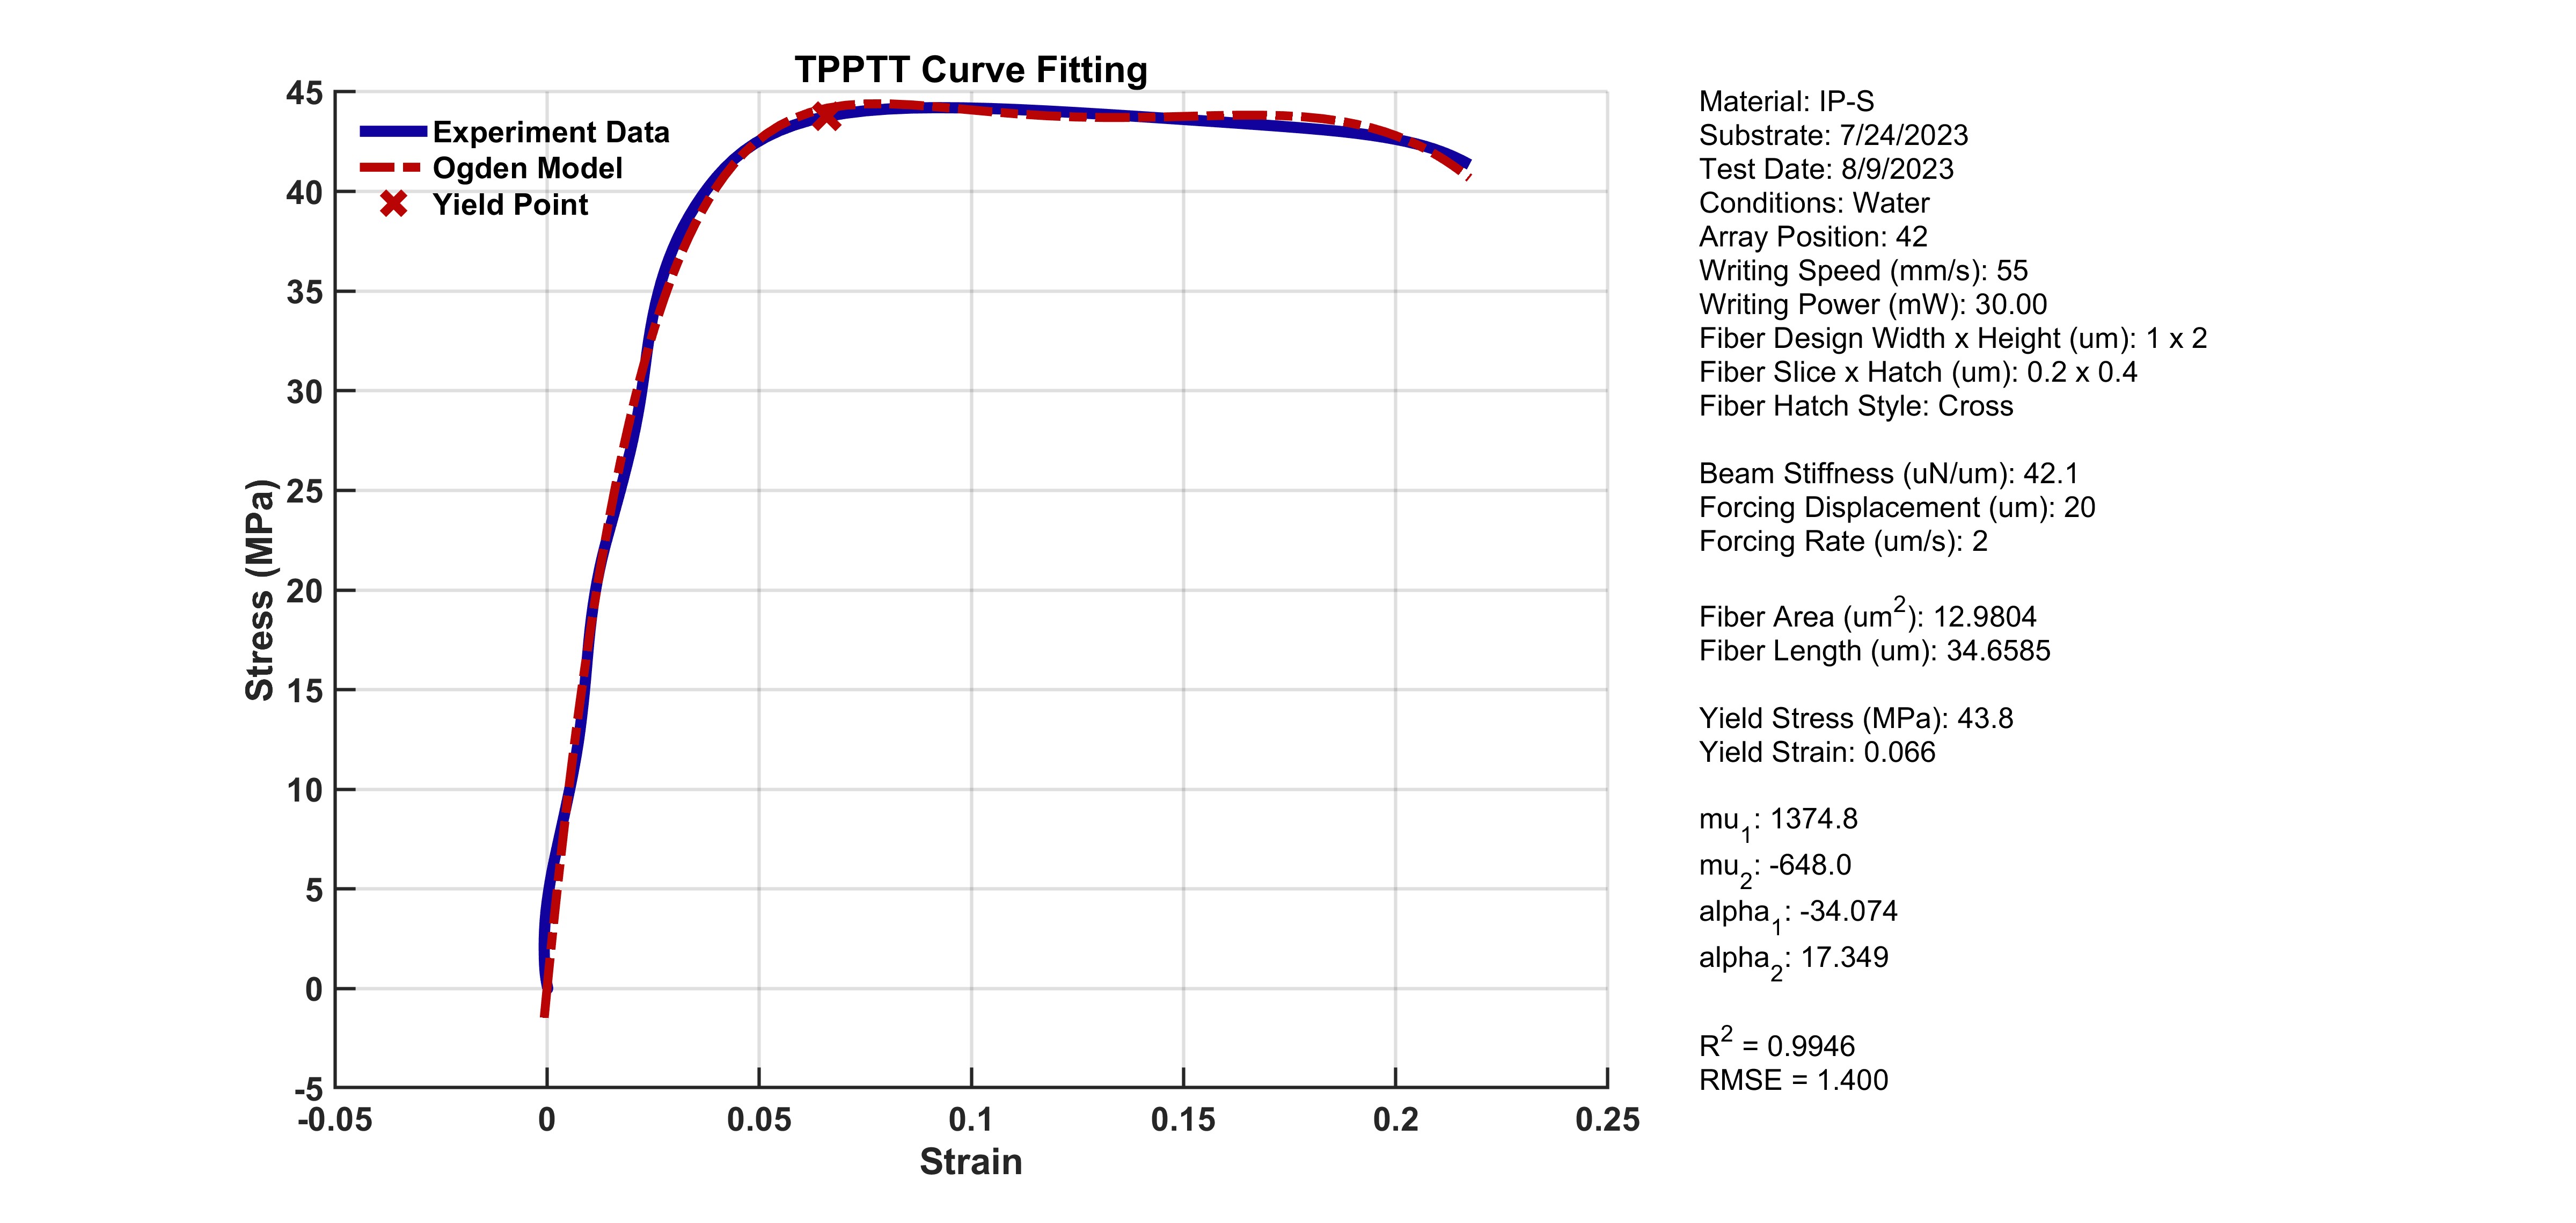 TPPTT Curve Fitting
45
40
35
30
25
20
15
10
5
0
-5
Stress (MPa)
Experiment Data
Ogden Model
Yield Point
-0.05 0 0.05 0.1 0.15 0.2 0.25
Strain
Material: IP-S
Substrate: 7/24/2023
Test Date: 8/9/2023
Conditions: Water
Array Position: 42
Writing Speed (mm/s): 55
Writing Power (mW): 30.00
Fiber Design Width x Height (um): 1 x 2
Fiber Slice x Hatch (um): 0.2 x 0.4
Fiber Hatch Style: Cross
Beam Stiffness (uN/um): 42.1
Forcing Displacement (um): 20
Forcing Rate (um/s): 2
Fiber Area (um²): 12.9804
Fiber Length (um): 34.6585
Yield Stress (MPa): 43.8
Yield Strain: 0.066
mu₁: 1374.8
mu₂: -648.0
alpha₁: -34.074
alpha₂: 17.349
R² = 0.9946
RMSE = 1.400